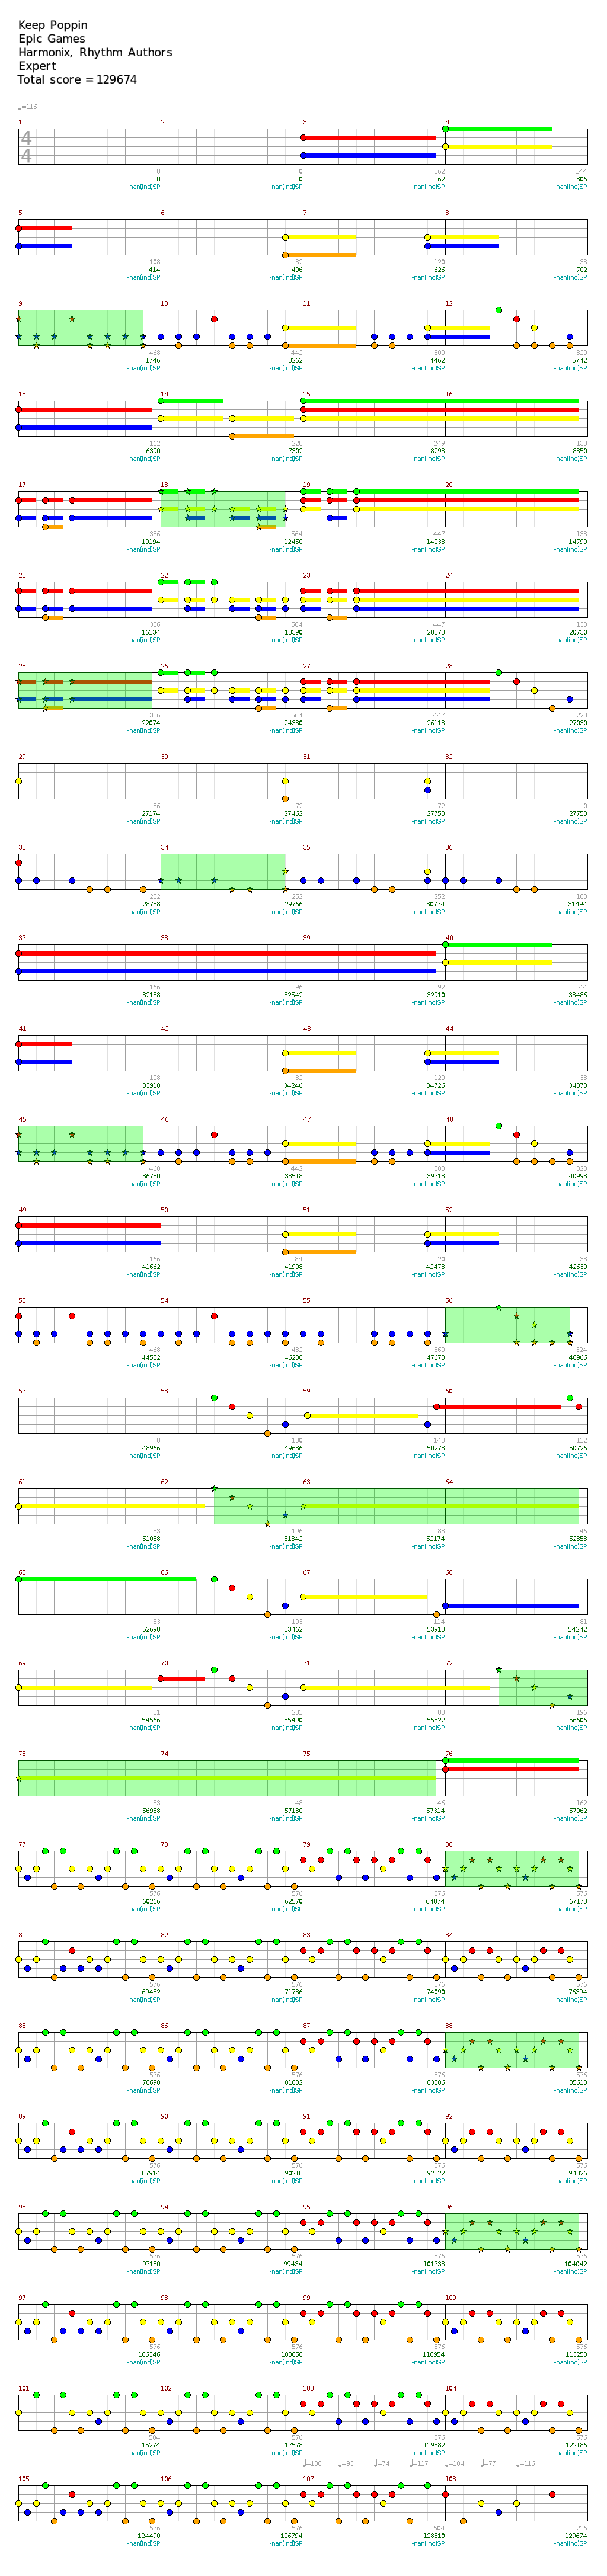 Keep Poppin
Epic Games
Harmonix, Rhythm Authors
Expert
Total score = 129674
♩=116
1 2 3 4
4
4
0 0 162 144
0 0 162 306
-nan(ind)SP -nan(ind)SP -nan(ind)SP -nan(ind)SP
5 6 7 8
108 82 120 38
414 496 626 702
-nan(ind)SP -nan(ind)SP -nan(ind)SP -nan(ind)SP
9 10 11 12
468 442 300 320
1746 3262 4462 5742
-nan(ind)SP -nan(ind)SP -nan(ind)SP -nan(ind)SP
13 14 15 16
162 228 249 138
6390 7302 8298 8850
-nan(ind)SP -nan(ind)SP -nan(ind)SP -nan(ind)SP
17 18 19 20
336 564 447 138
10194 12450 14238 14790
-nan(ind)SP -nan(ind)SP -nan(ind)SP -nan(ind)SP
21 22 23 24
336 564 447 138
16134 18390 20178 20730
-nan(ind)SP -nan(ind)SP -nan(ind)SP -nan(ind)SP
25 26 27 28
336 564 447 228
22074 24330 26118 27030
-nan(ind)SP -nan(ind)SP -nan(ind)SP -nan(ind)SP
29 30 31 32
36 72 72 0
27174 27462 27750 27750
-nan(ind)SP -nan(ind)SP -nan(ind)SP -nan(ind)SP
33 34 35 36
252 252 252 180
28758 29766 30774 31494
-nan(ind)SP -nan(ind)SP -nan(ind)SP -nan(ind)SP
37 38 39 40
166 96 92 144
32158 32542 32910 33486
-nan(ind)SP -nan(ind)SP -nan(ind)SP -nan(ind)SP
41 42 43 44
108 82 120 38
33918 34246 34726 34878
-nan(ind)SP -nan(ind)SP -nan(ind)SP -nan(ind)SP
45 46 47 48
468 442 300 320
36750 38518 39718 40998
-nan(ind)SP -nan(ind)SP -nan(ind)SP -nan(ind)SP
49 50 51 52
166 84 120 38
41662 41998 42478 42630
-nan(ind)SP -nan(ind)SP -nan(ind)SP -nan(ind)SP
53 54 55 56
468 432 360 324
44502 46230 47670 48966
-nan(ind)SP -nan(ind)SP -nan(ind)SP -nan(ind)SP
57 58 59 60
0 180 148 112
48966 49686 50278 50726
-nan(ind)SP -nan(ind)SP -nan(ind)SP -nan(ind)SP
61 62 63 64
83 196 83 46
51058 51842 52174 52358
-nan(ind)SP -nan(ind)SP -nan(ind)SP -nan(ind)SP
65 66 67 68
83 193 114 81
52690 53462 53918 54242
-nan(ind)SP -nan(ind)SP -nan(ind)SP -nan(ind)SP
69 70 71 72
81 231 83 196
54566 55490 55822 56606
-nan(ind)SP -nan(ind)SP -nan(ind)SP -nan(ind)SP
73 74 75 76
83 48 46 162
56938 57130 57314 57962
-nan(ind)SP -nan(ind)SP -nan(ind)SP -nan(ind)SP
77 78 79 80
576 576 576 576
60266 62570 64874 67178
-nan(ind)SP -nan(ind)SP -nan(ind)SP -nan(ind)SP
81 82 83 84
576 576 576 576
69482 71786 74090 76394
-nan(ind)SP -nan(ind)SP -nan(ind)SP -nan(ind)SP
85 86 87 88
576 576 576 576
78698 81002 83306 85610
-nan(ind)SP -nan(ind)SP -nan(ind)SP -nan(ind)SP
89 90 91 92
576 576 576 576
87914 90218 92522 94826
-nan(ind)SP -nan(ind)SP -nan(ind)SP -nan(ind)SP
93 94 95 96
576 576 576 576
97130 99434 101738 104042
-nan(ind)SP -nan(ind)SP -nan(ind)SP -nan(ind)SP
97 98 99 100
576 576 576 576
106346 108650 110954 113258
-nan(ind)SP -nan(ind)SP -nan(ind)SP -nan(ind)SP
101 102 103 104
504 576 576 576
115274 117578 119882 122186
-nan(ind)SP -nan(ind)SP -nan(ind)SP -nan(ind)SP
♩=108 ♩=93 ♩=74 ♩=117 ♩=104 ♩=77 ♩=116
105 106 107 108
576 576 504 216
124490 126794 128810 129674
-nan(ind)SP -nan(ind)SP -nan(ind)SP -nan(ind)SP